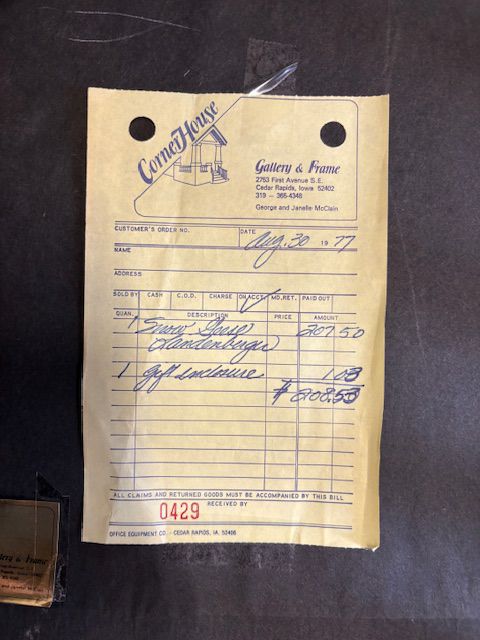 Corner House
Gallery & Frame
2753 First Avenue S.E.
Cedar Rapids, Iowa 52402
319 — 365-4348
George and Janelle McClain
CUSTOMER'S ORDER NO. DATE Aug. 30 1977
NAME
ADDRESS
SOLD BY CASH C.O.D. CHARGE ON ACCT. MD. RET. PAID OUT
QUAN. DESCRIPTION PRICE AMOUNT
1 Snow Geese 207.50
Landenberger
1 gift enclosure 1.03
$ 208.53
ALL CLAIMS AND RETURNED GOODS MUST BE ACCOMPANIED BY THIS BILL
0429 RECEIVED BY
OFFICE EQUIPMENT CO. - CEDAR RAPIDS, IA. 52406
& Frame